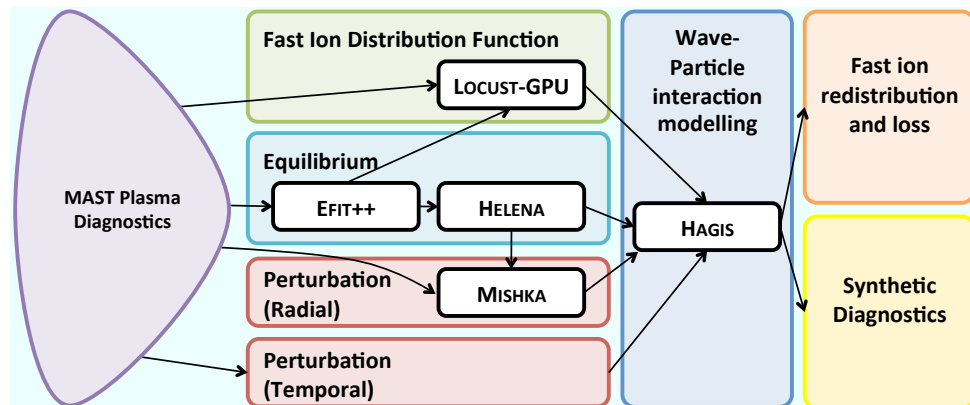 MAST Plasma
Diagnostics
Fast Ion Distribution Function
LOCUST-GPU
Equilibrium
EFIT++
HELENA
Perturbation
(Radial)
MISHKA
Perturbation
(Temporal)
Wave-
Particle
interaction
modelling
HAGIS
Fast ion
redistribution
and loss
Synthetic
Diagnostics